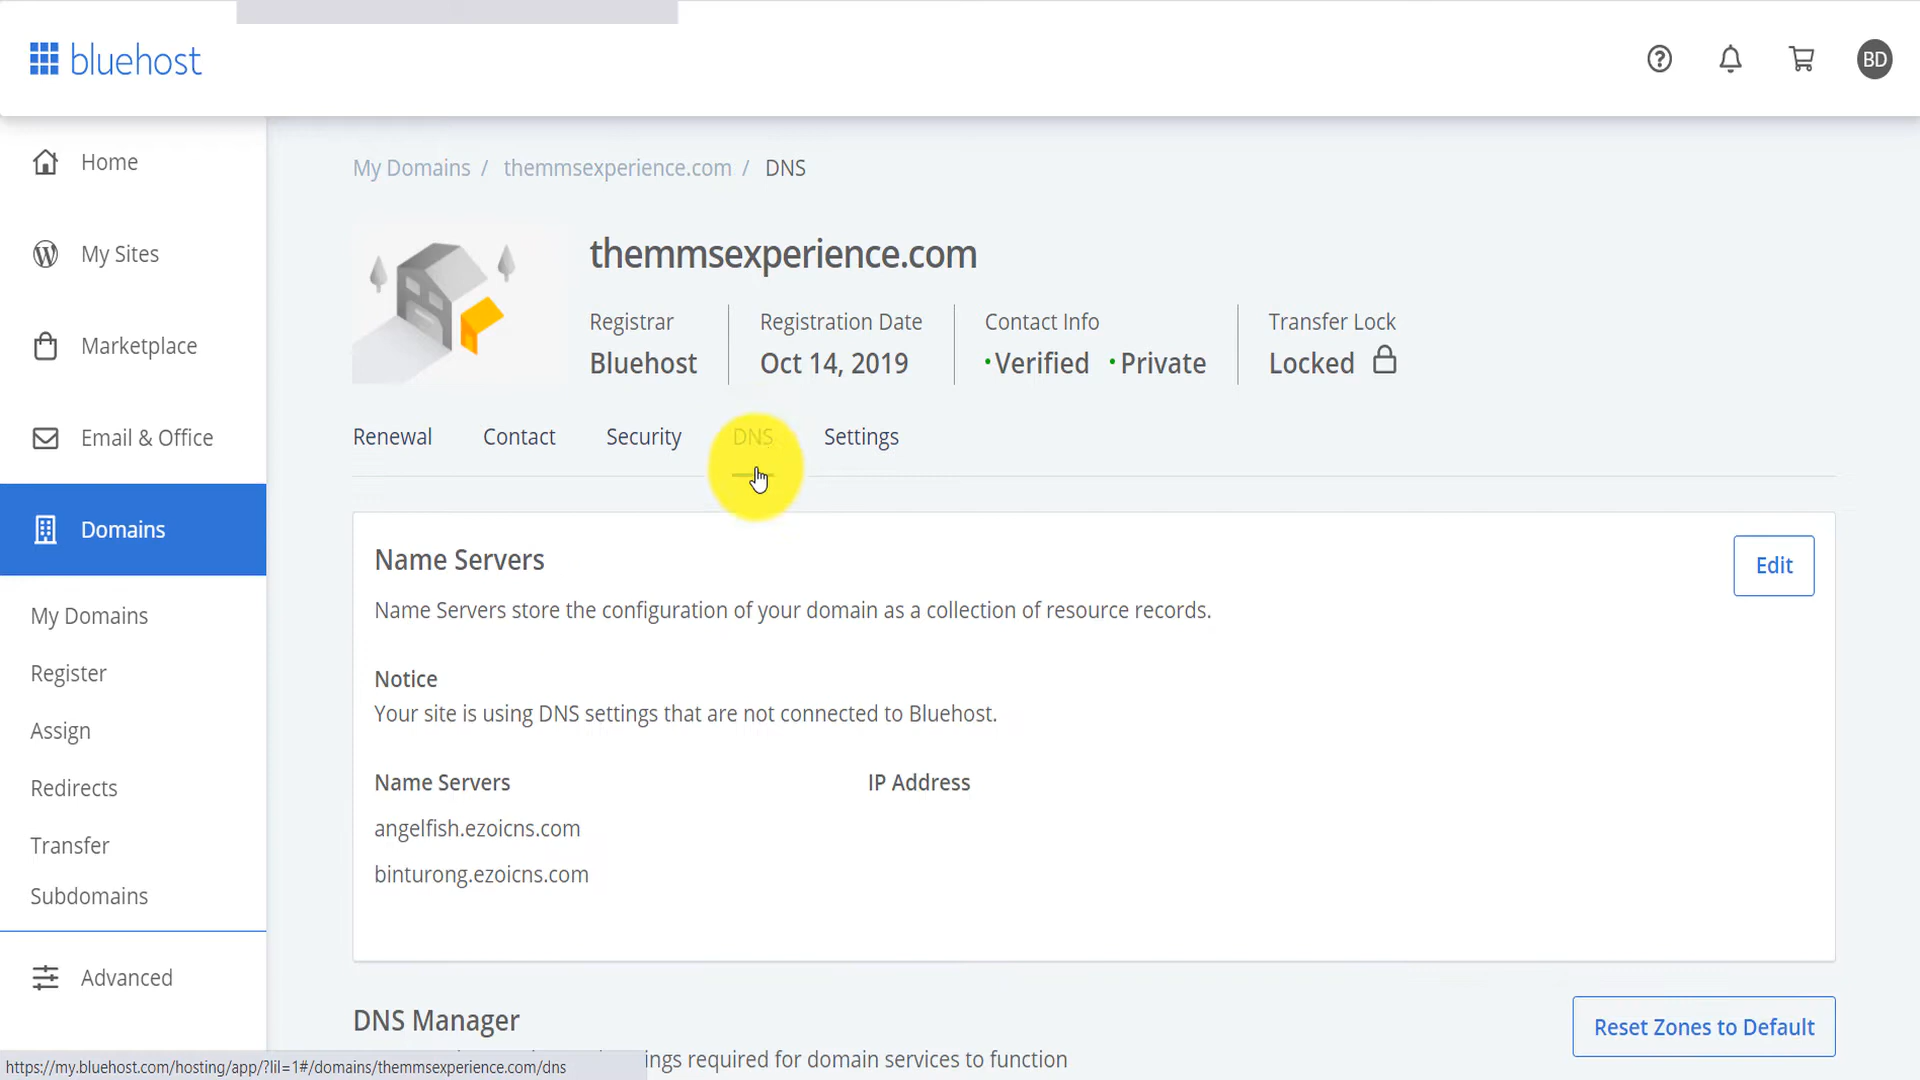 bluehost
BD
Home
My Sites
Marketplace
Email & Office
Domains
My Domains
Register
Assign
Redirects
Transfer
Subdomains
Advanced
My Domains / themmsexperience.com / DNS
themmsexperience.com
Registrar
Bluehost
Registration Date
Oct 14, 2019
Contact Info
Verified Private
Transfer Lock
Locked
Renewal Contact Security DNS Settings
Name Servers
Edit
Name Servers store the configuration of your domain as a collection of resource records.
Notice
Your site is using DNS settings that are not connected to Bluehost.
Name Servers IP Address
angelfish.ezoicns.com
binturong.ezoicns.com
DNS Manager
Reset Zones to Default
required for domain services to function
https://my.bluehost.com/hosting/app/?lil=1#/domains/themmsexperience.com/dns